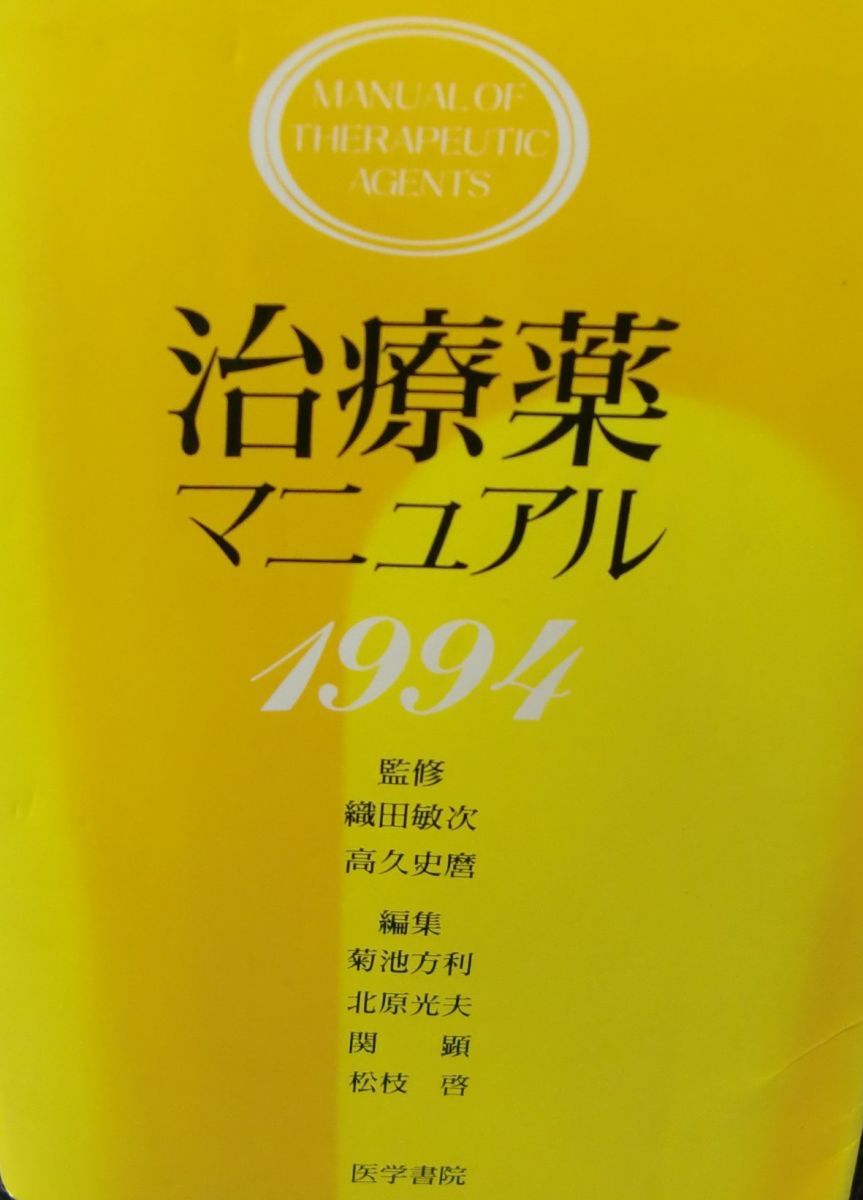 MANUAL OF
THERAPEUTIC
AGENTS
治療薬
マニュアル
1994
監修
織田敏次
高久史麿
編集
菊池方利
北原光夫
関　顕
松枝　啓
医学書院